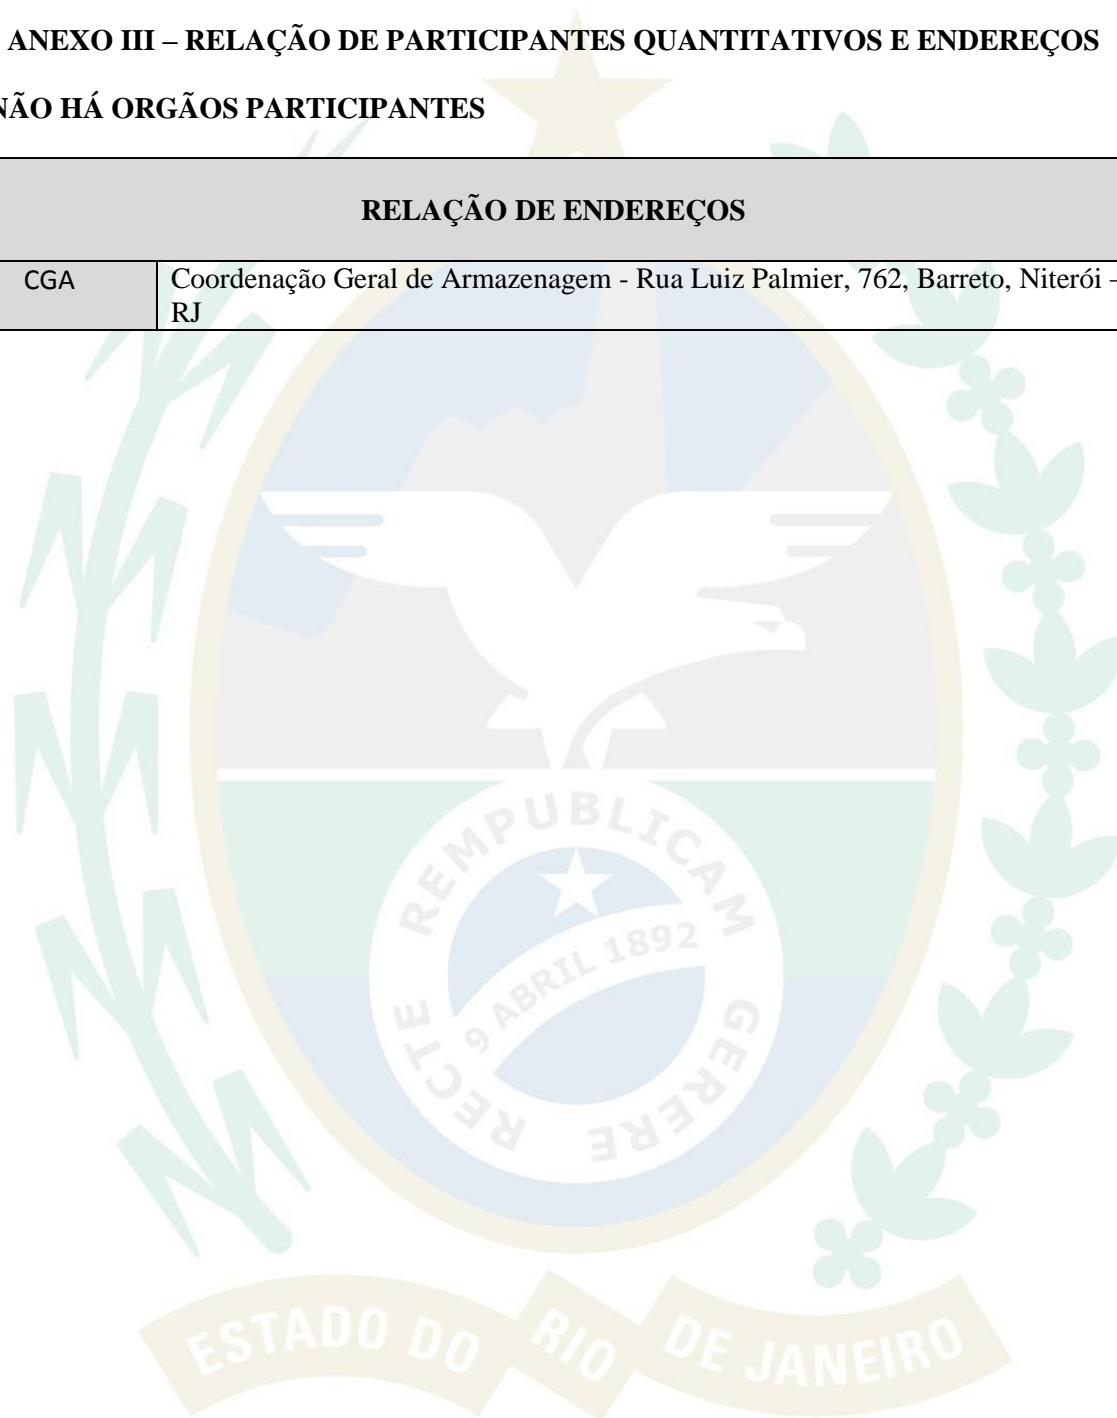 ANEXO III – RELAÇÃO DE PARTICIPANTES QUANTITATIVOS E ENDEREÇOS
NÃO HÁ ORGÃOS PARTICIPANTES
RELAÇÃO DE ENDEREÇOS
CGA Coordenação Geral de Armazenagem - Rua Luiz Palmier, 762, Barreto, Niterói –
RJ
RECTE REMPUBLICAM GERERE
9 ABRIL 1892
ESTADO DO RIO DE JANEIRO